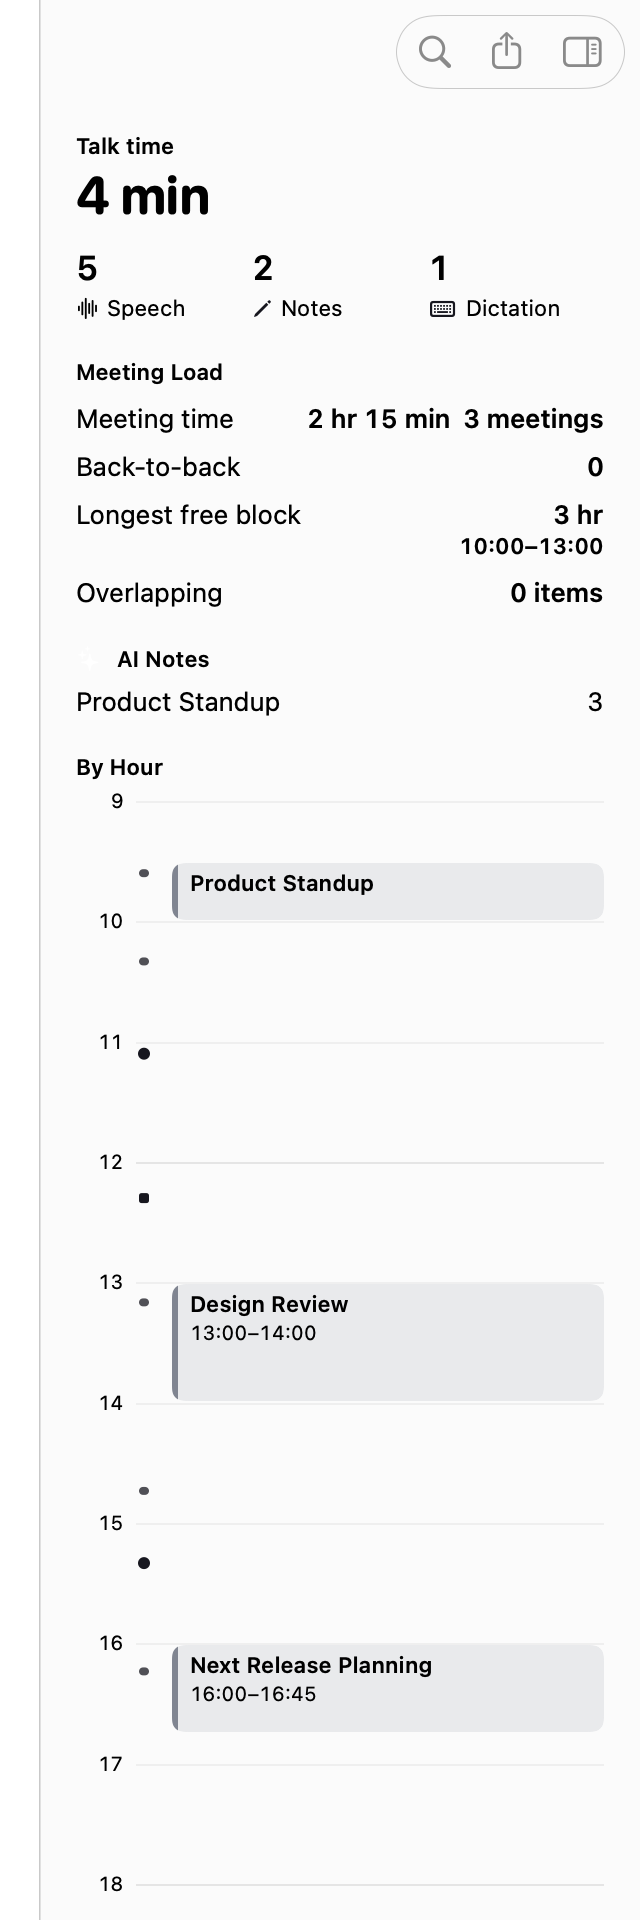 Talk time
4 min
5 2 1
Speech Notes Dictation
Meeting Load
Meeting time 2 hr 15 min 3 meetings
Back-to-back 0
Longest free block 3 hr
10:00–13:00
Overlapping 0 items
AI Notes
Product Standup 3
By Hour
9
Product Standup
10
11
12
13
Design Review
13:00–14:00
14
15
16
Next Release Planning
16:00–16:45
17
18